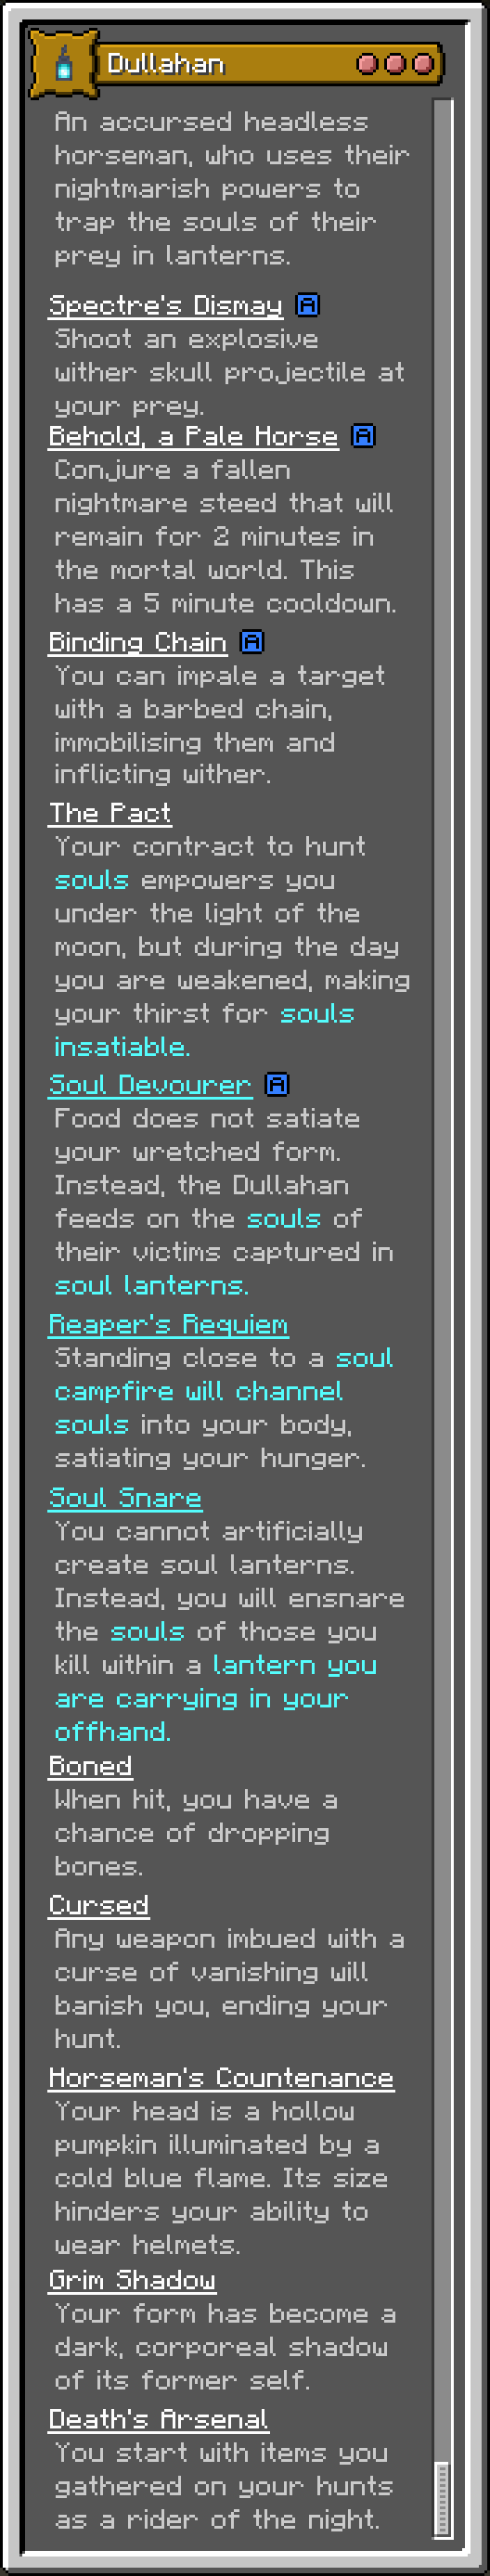 Dullahan
An accursed headless
horseman, who uses their
nightmarish powers to
trap the souls of their
prey in lanterns.
Spectre's Dismay A
Shoot an explosive
wither skull projectile at
your prey.
Behold, a Pale Horse A
Conjure a fallen
nightmare steed that will
remain for 2 minutes in
the mortal world. This
has a 5 minute cooldown.
Binding Chain A
You can impale a target
with a barbed chain,
immobilising them and
inflicting wither.
The Pact
Your contract to hunt
souls empowers you
under the light of the
moon, but during the day
you are weakened, making
your thirst for souls
insatiable.
Soul Devourer A
Food does not satiate
your wretched form.
Instead, the Dullahan
feeds on the souls of
their victims captured in
soul lanterns.
Reaper's Requiem
Standing close to a soul
campfire will channel
souls into your body,
satiating your hunger.
Soul Snare
You cannot artificially
create soul lanterns.
Instead, you will ensnare
the souls of those you
kill within a lantern you
are carrying in your
offhand.
Boned
When hit, you have a
chance of dropping
bones.
Cursed
Any weapon imbued with a
curse of vanishing will
banish you, ending your
hunt.
Horseman's Countenance
Your head is a hollow
pumpkin illuminated by a
cold blue flame. Its size
hinders your ability to
wear helmets.
Grim Shadow
Your form has become a
dark, corporeal shadow
of its former self.
Death's Arsenal
You start with items you
gathered on your hunts
as a rider of the night.